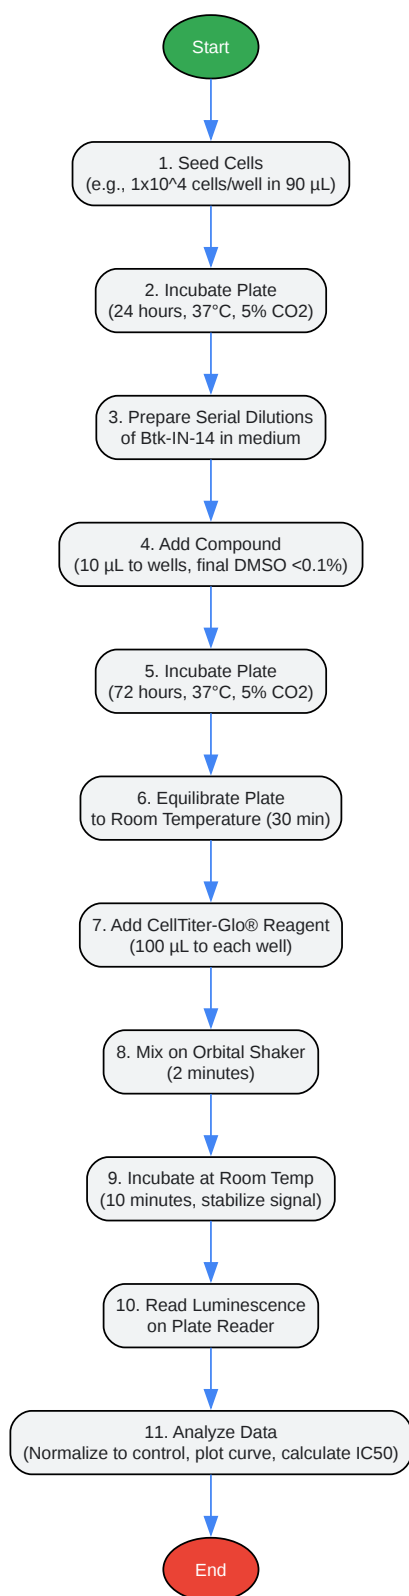 Start
1. Seed Cells
(e.g., 1x10^4 cells/well in 90 µL)
2. Incubate Plate
(24 hours, 37°C, 5% CO2)
3. Prepare Serial Dilutions
of Btk-IN-14 in medium
4. Add Compound
(10 µL to wells, final DMSO <0.1%)
5. Incubate Plate
(72 hours, 37°C, 5% CO2)
6. Equilibrate Plate
to Room Temperature (30 min)
7. Add CellTiter-Glo® Reagent
(100 µL to each well)
8. Mix on Orbital Shaker
(2 minutes)
9. Incubate at Room Temp
(10 minutes, stabilize signal)
10. Read Luminescence
on Plate Reader
11. Analyze Data
(Normalize to control, plot curve, calculate IC50)
End